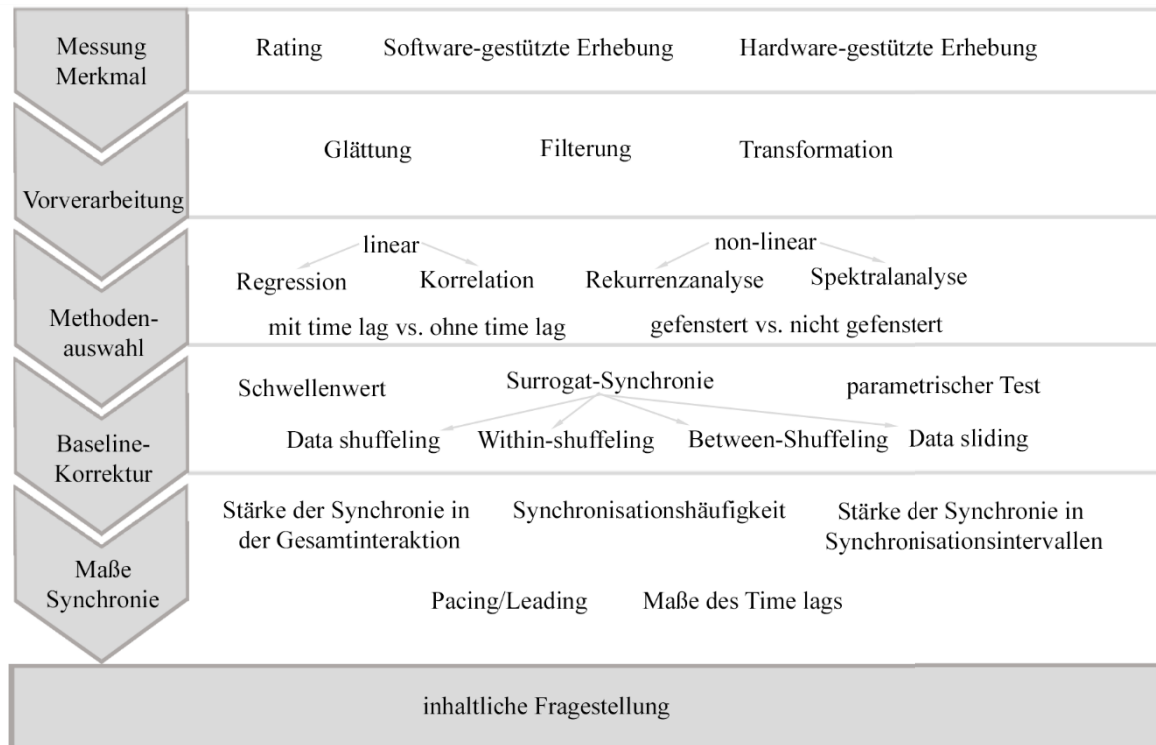 Messung
Merkmal
Rating
Software-gestützte Erhebung
Hardware-gestützte Erhebung
Vorverarbeitung
Glättung
Filterung
Transformation
Methoden-
auswahl
linear
non-linear
Regression
Korrelation
Rekurrenzanalyse
Spektralanalyse
mit time lag vs. ohne time lag
gefenstert vs. nicht gefenstert
Baseline-
Korrektur
Schwellenwert
Surrogat-Synchronie
parametrischer Test
Data shuffeling
Within-shuffeling
Between-Shuffeling
Data sliding
Maße
Synchronie
Stärke der Synchronie in
der Gesamtinteraktion
Synchronisationshäufigkeit
Stärke der Synchronie in
Synchronisationsintervallen
Pacing/Leading
Maße des Time lags
inhaltliche Fragestellung